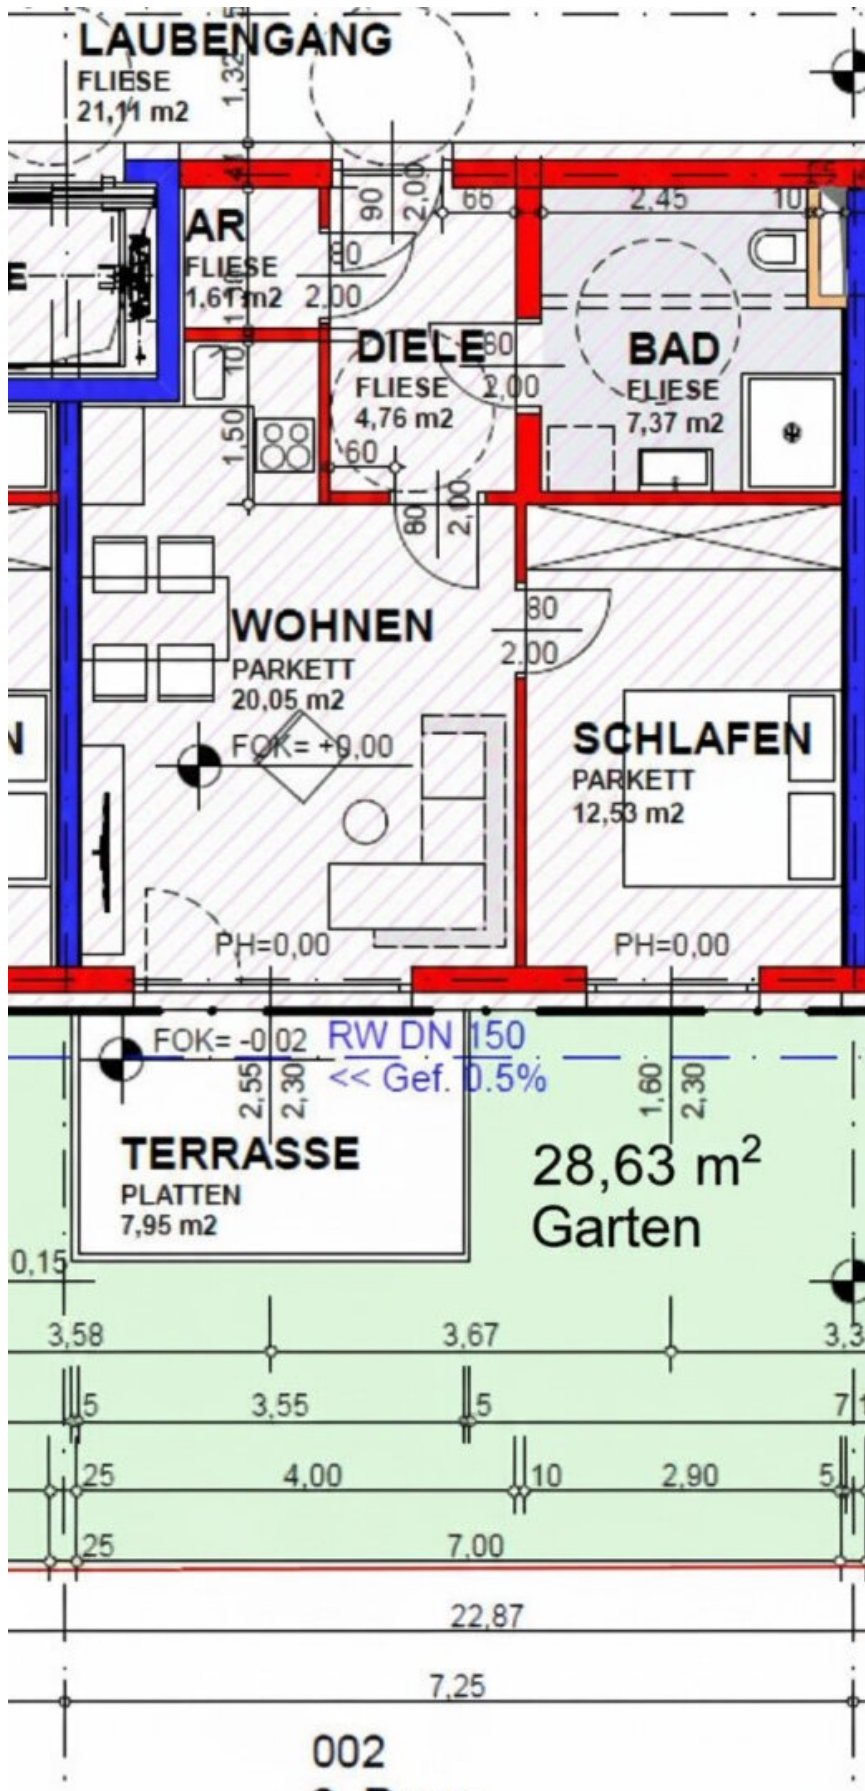 LAUBENGANG
FLIESE
21,11 m2
1,32
AR
FLIESE
1,61 m2
90
2,00
66
2,45
10
80
2.00
DIELE
FLIESE
4,76 m2
80
2,00
BAD
FLIESE
7,37 m2
10
1,50
60
80
2,00
WOHNEN
PARKETT
20,05 m2
FOK= +0,00
80
2.00
SCHLAFEN
PARKETT
12,53 m2
PH=0,00
PH=0,00
FOK= -0.02
RW DN 150
<< Gef. 0.5%
2,55
2,30
1,60
2,30
TERRASSE
PLATTEN
7,95 m2
28,63 m²
Garten
0,15
3,58
3,67
3,3
5
3,55
5
7,1
25
4,00
10
2,90
5
25
7,00
22,87
7,25
002